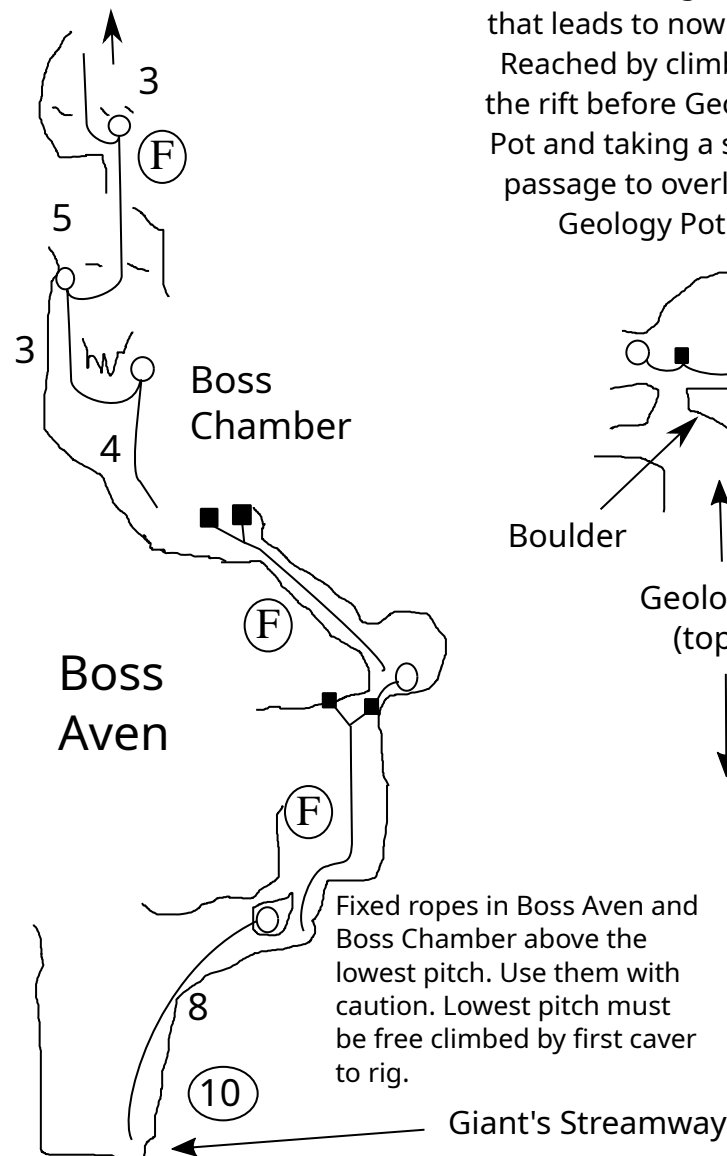 that leads to now
Reached by climb
the rift before Geo
Pot and taking a s
passage to overl
Geology Pot
3
F
5
3
Boss
Chamber
4
Boulder
Geolo
(top
F
Boss
Aven
F
Fixed ropes in Boss Aven and
Boss Chamber above the
lowest pitch. Use them with
caution. Lowest pitch must
be free climbed by first caver
to rig.
8
10
Giant's Streamway